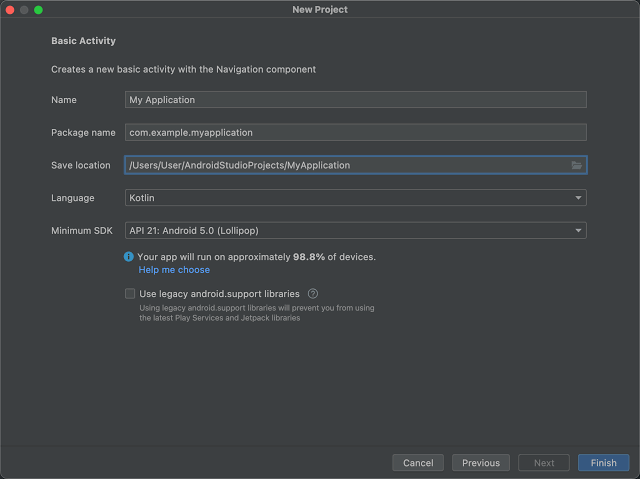 New Project
Basic Activity
Creates a new basic activity with the Navigation component
Name My Application
Package name com.example.myapplication
Save location /Users/User/AndroidStudioProjects/MyApplication
Language Kotlin
Minimum SDK API 21: Android 5.0 (Lollipop)
Your app will run on approximately 98.8% of devices.
Help me choose
Use legacy android.support libraries
Using legacy android.support libraries will prevent you from using
the latest Play Services and Jetpack libraries
Cancel Previous Next Finish